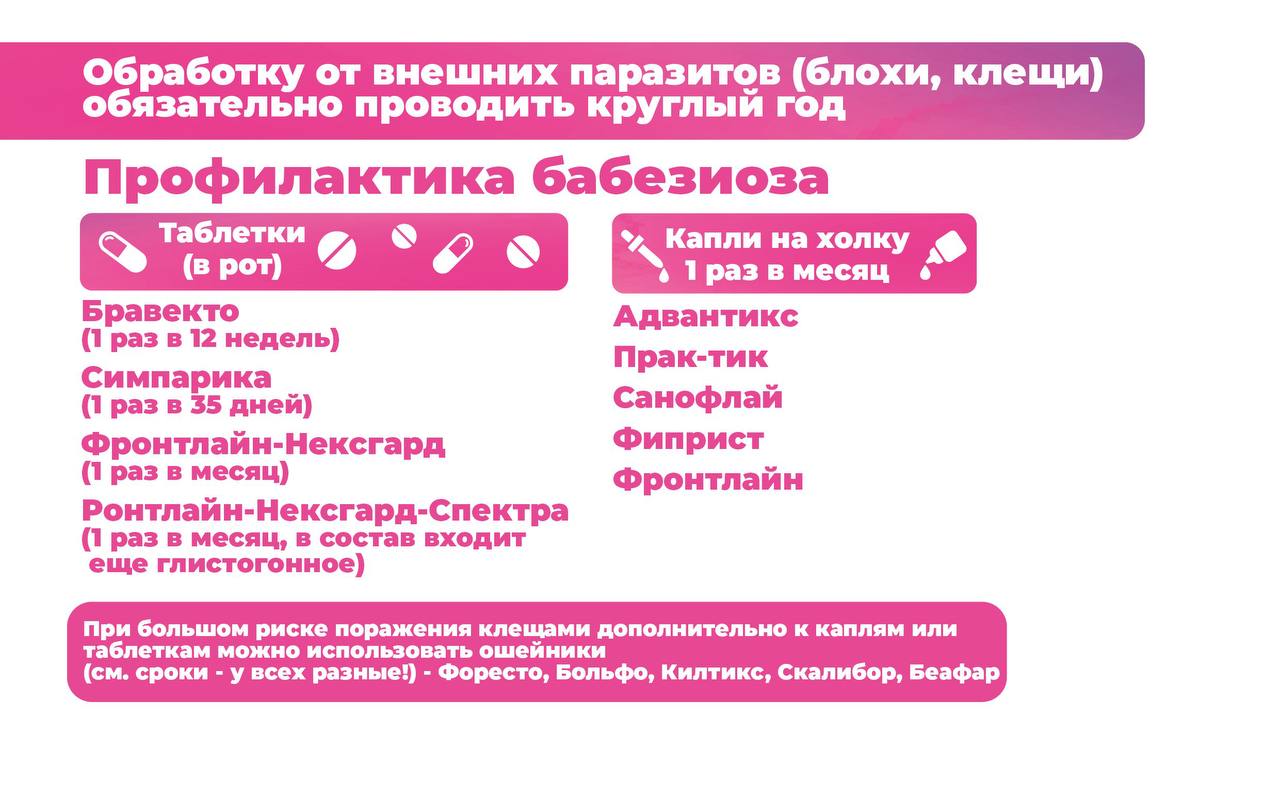 Обработку от внешних паразитов (блохи, клещи)
обязательно проводить круглый год
Профилактика бабезиоза
Таблетки
(в рот)
Бравекто
(1 раз в 12 недель)
Симпарика
(1 раз в 35 дней)
Фронтлайн-Нексгард
(1 раз в месяц)
Ронтлайн-Нексгард-Спектра
(1 раз в месяц, в состав входит
еще глистогонное)
Капли на холку
1 раз в месяц
Адвантикс
Прак-тик
Санофлай
Фиприст
Фронтлайн
При большом риске поражения клещами дополнительно к каплям или
таблеткам можно использовать ошейники
(см. сроки - у всех разные!) - Форесто, Больфо, Килтикс, Скалибор, Беафар